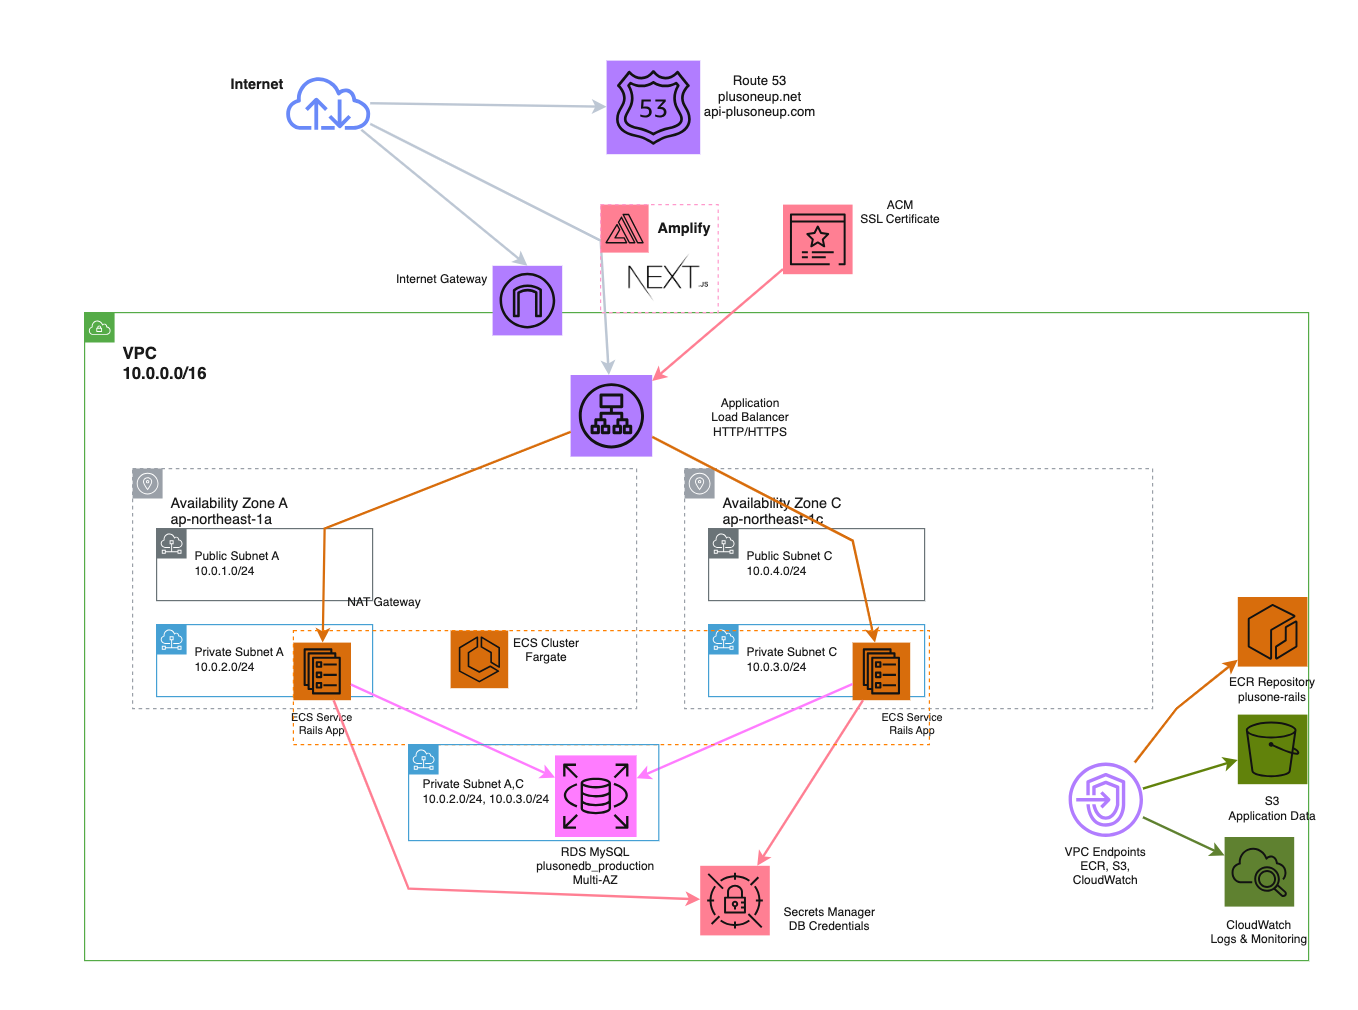 Internet
53
Route 53
plusoneup.net
api-plusoneup.com
Amplify
NEXT.JS
ACM
SSL Certificate
Internet Gateway
VPC
10.0.0.0/16
Application
Load Balancer
HTTP/HTTPS
Availability Zone A
ap-northeast-1a
Public Subnet A
10.0.1.0/24
NAT Gateway
Private Subnet A
10.0.2.0/24
ECS Service
Rails App
ECS Cluster
Fargate
Availability Zone C
ap-northeast-1c
Public Subnet C
10.0.4.0/24
Private Subnet C
10.0.3.0/24
ECS Service
Rails App
Private Subnet A,C
10.0.2.0/24, 10.0.3.0/24
RDS MySQL
plusonedb_production
Multi-AZ
Secrets Manager
DB Credentials
VPC Endpoints
ECR, S3,
CloudWatch
ECR Repository
plusone-rails
S3
Application Data
CloudWatch
Logs & Monitoring